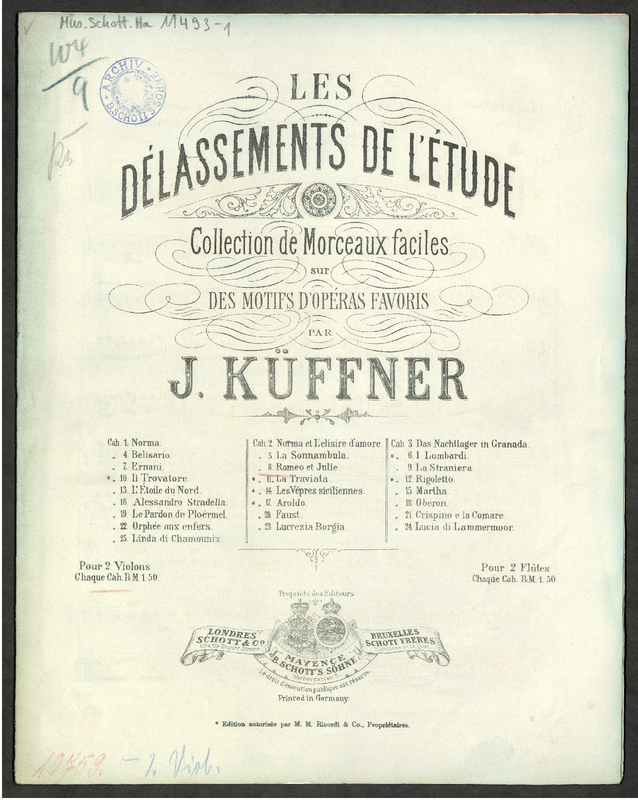 Mus. Schott. Ha 11493-1
W4
9
ARCHIV
B. SCHOTT'S SÖHNE
LES
DÉLASSEMENTS DE L'ÉTUDE
Collection de Morceaux faciles
sur
DES MOTIFS D'OPÉRAS FAVORIS
PAR
J. KÜFFNER
Cah. 1. Norma.
„ 4. Belisario.
„ 7. Ernani.
* „ 10. Il Trovatore
„ 13. L'Étoile du Nord.
„ 16. Alessandro Stradella.
„ 19. Le Pardon de Ploërmel.
„ 22. Orphée aux enfers.
„ 25. Linda di Chamounix.
Cah. 2. Norma et L'elisire d'amore.
„ 5. La Sonnambula.
„ 8. Romeo et Julie.
* „ 11. La Traviata.
* „ 14. Les Vêpres siciliennes.
* „ 17. Aroldo.
„ 20. Faust.
„ 23. Lucrezia Borgia.
Cah. 3. Das Nachtlager in Granada.
* „ 6. I Lombardi.
„ 9. La Straniera
* „ 12. Rigoletto.
„ 15. Martha.
„ 18. Oberon.
„ 21. Crispino e la Comare.
„ 24. Lucia di Lammermoor.
Pour 2 Violons
Chaque Cah. R.M. 1. 50
Pour 2 Flûtes
Chaque Cah. R.M. 1. 50
Propriété des Editeurs.
LONDRES
SCHOTT & Co
BRUXELLES
SCHOTT FRÈRES
MAYENCE
B. SCHOTT'S SÖHNE
Le droit d'exécution publique est réservé.
Printed in Germany.
* Edition autorisée par M. M. Ricordi & Co., Propriétaires.
19759. – 2 Viol.